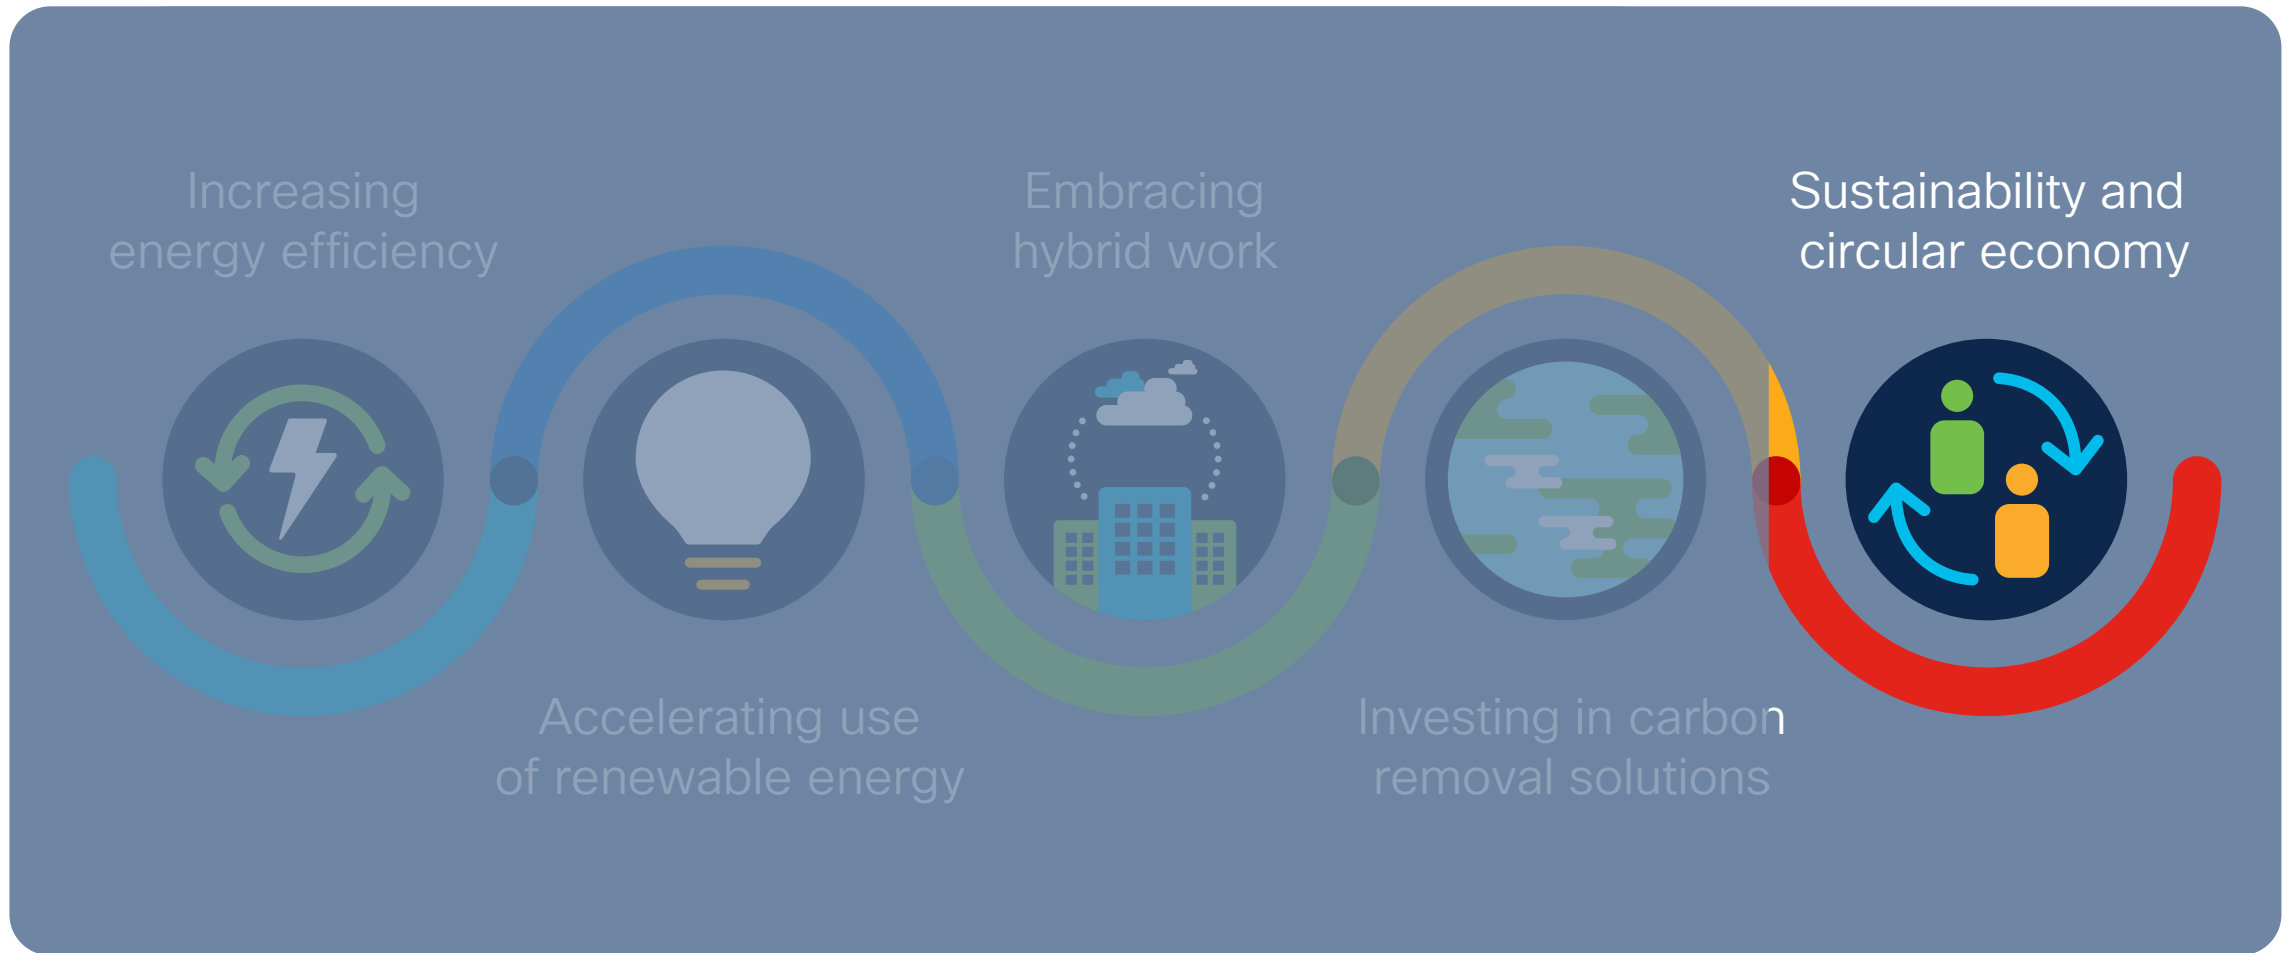 Increasing
energy efficiency
Accelerating use
of renewable energy
Embracing
hybrid work
Investing in carbon
removal solutions
Sustainability and
circular economy